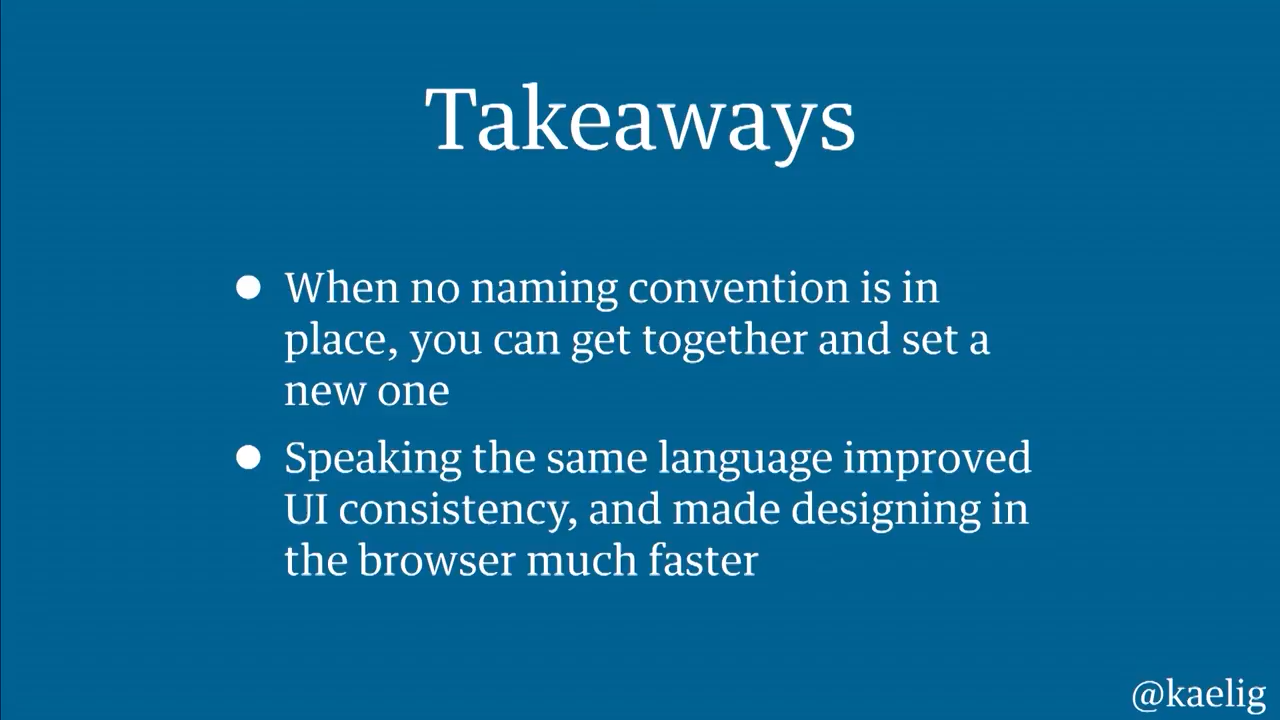 Takeaways
● When no naming convention is in
place, you can get together and set a
new one
● Speaking the same language improved
UI consistency, and made designing in
the browser much faster
@kaelig